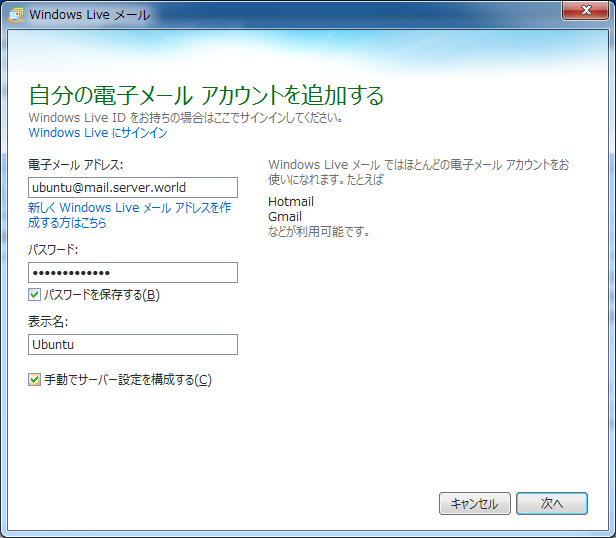 Windows Live メール
自分の電子メール アカウントを追加する
Windows Live ID をお持ちの場合はここでサインインしてください。
Windows Live にサインイン
電子メール アドレス:
ubuntu@mail.server.world
新しく Windows Live メール アドレスを作
成する方はこちら
パスワード:
•••••••••••••
パスワードを保存する(B)
表示名:
Ubuntu
手動でサーバー設定を構成する(C)
Windows Live メール ではほとんどの電子メール アカウントをお
使いになれます。たとえば
Hotmail
Gmail
などが利用可能です。
キャンセル
次へ